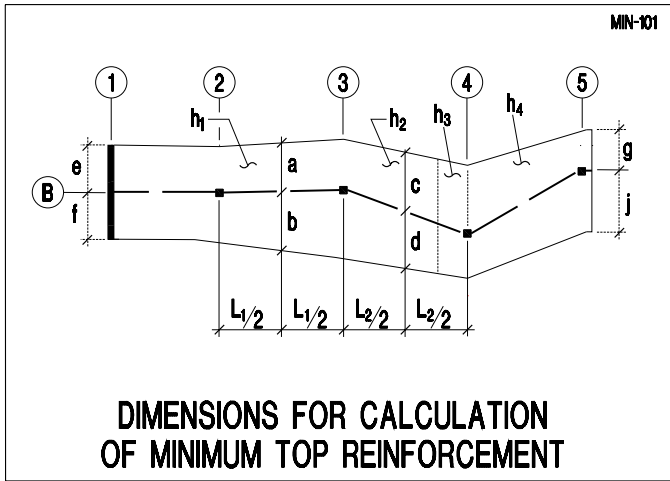 MIN-101
1 2 3 4 5
h1 h2 h3 h4
e a c g
B
f b d j
L1/2 L1/2 L2/2 L2/2
DIMENSIONS FOR CALCULATION
OF MINIMUM TOP REINFORCEMENT